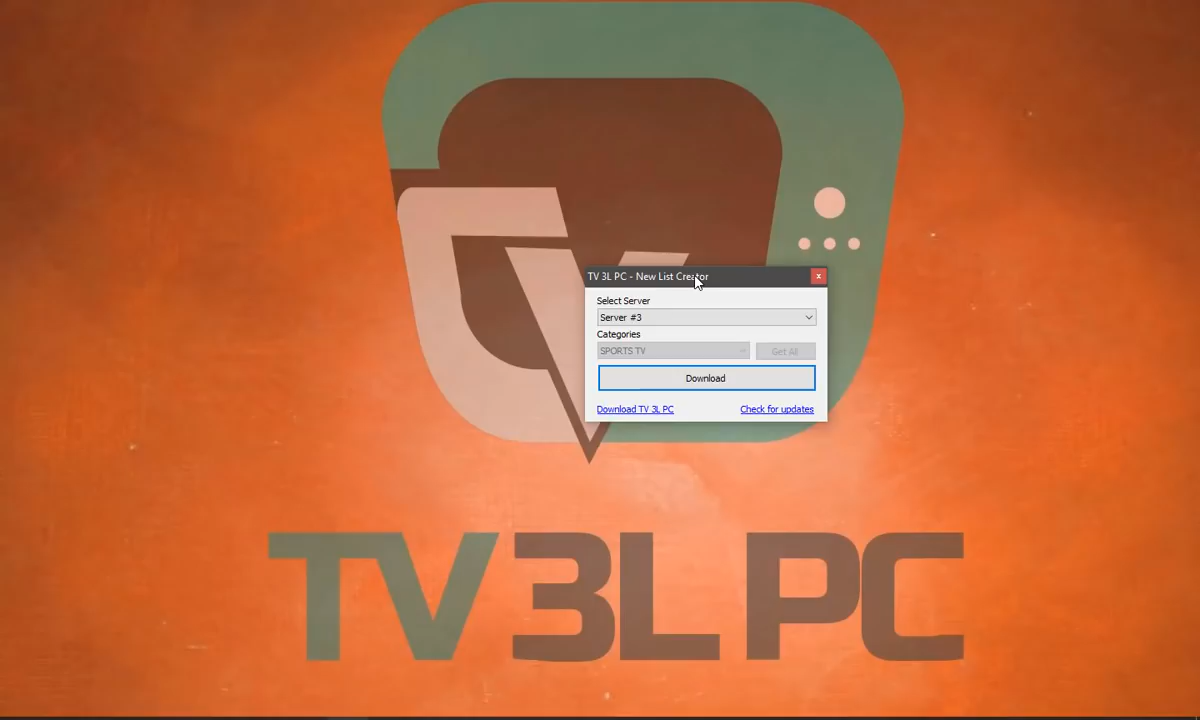 TV 3L PC - New List Creator
x
Select Server
Server #3
Categories
SPORTS TV
Get All
Download
Download TV 3L PC
Check for updates
TV 3L PC